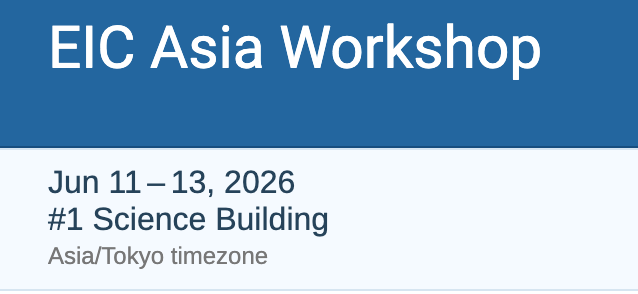 EIC Asia Workshop
Jun 11 – 13, 2026
#1 Science Building
Asia/Tokyo timezone